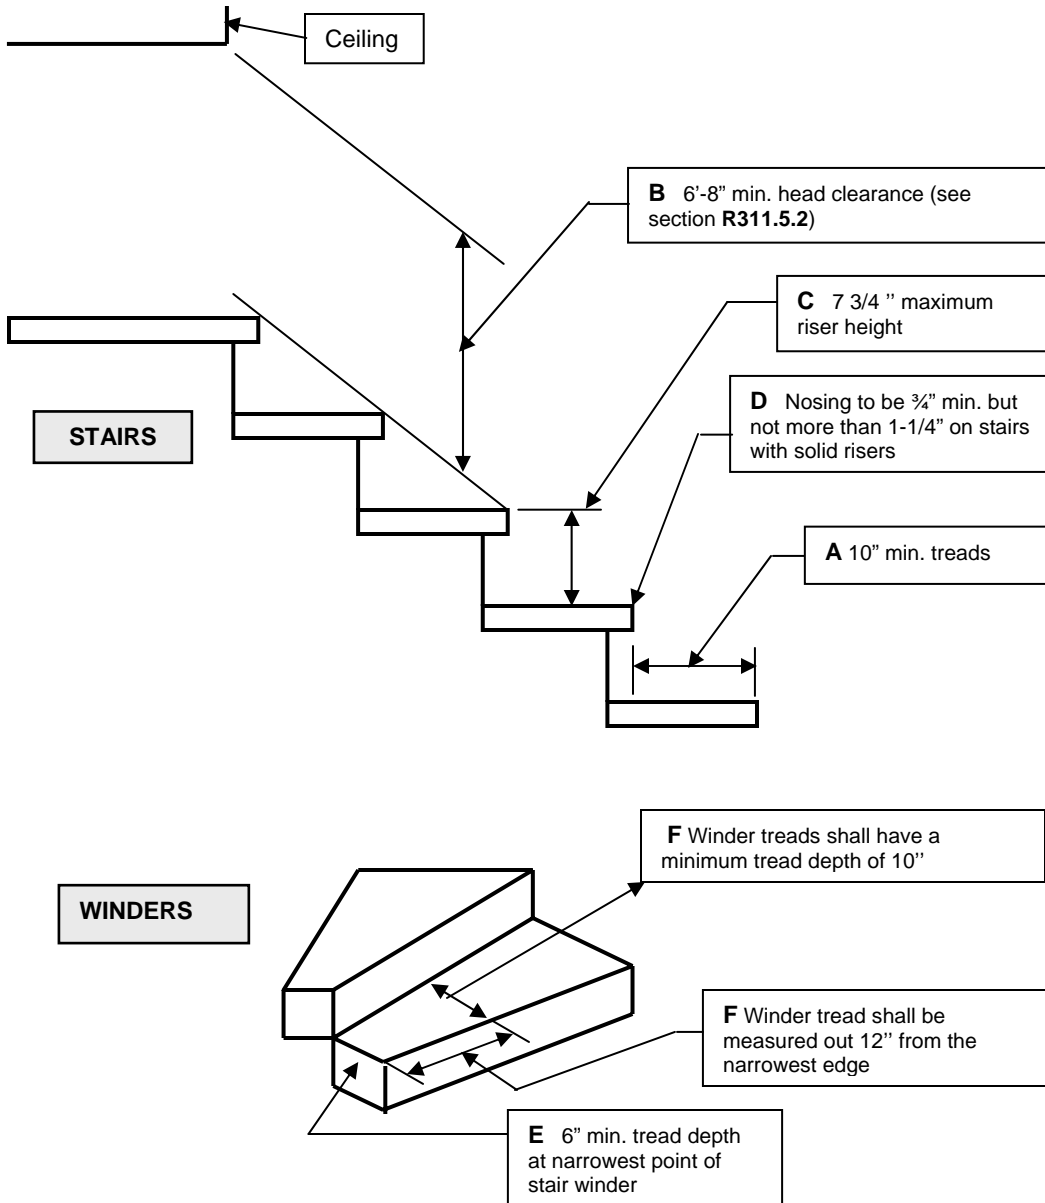 Ceiling
B 6'-8” min. head clearance (see
section R311.5.2)
C 7 3/4 '' maximum
riser height
D Nosing to be ¾” min. but
not more than 1-1/4” on stairs
with solid risers
STAIRS
A 10” min. treads
F Winder treads shall have a
minimum tread depth of 10’’
WINDERS
F Winder tread shall be
measured out 12’’ from the
narrowest edge
E 6” min. tread depth
at narrowest point of
stair winder